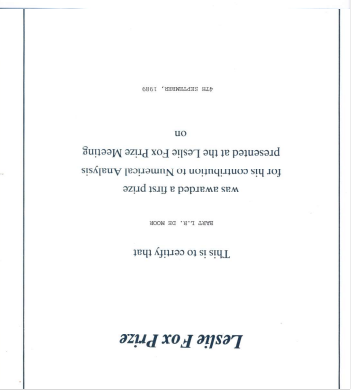 Leslie Fox Prize
This is to certify that
BART L.R. DE MOOR
was awarded a first prize
for his contribution to Numerical Analysis
presented at the Leslie Fox Prize Meeting
on
4TH SEPTEMBER, 1989